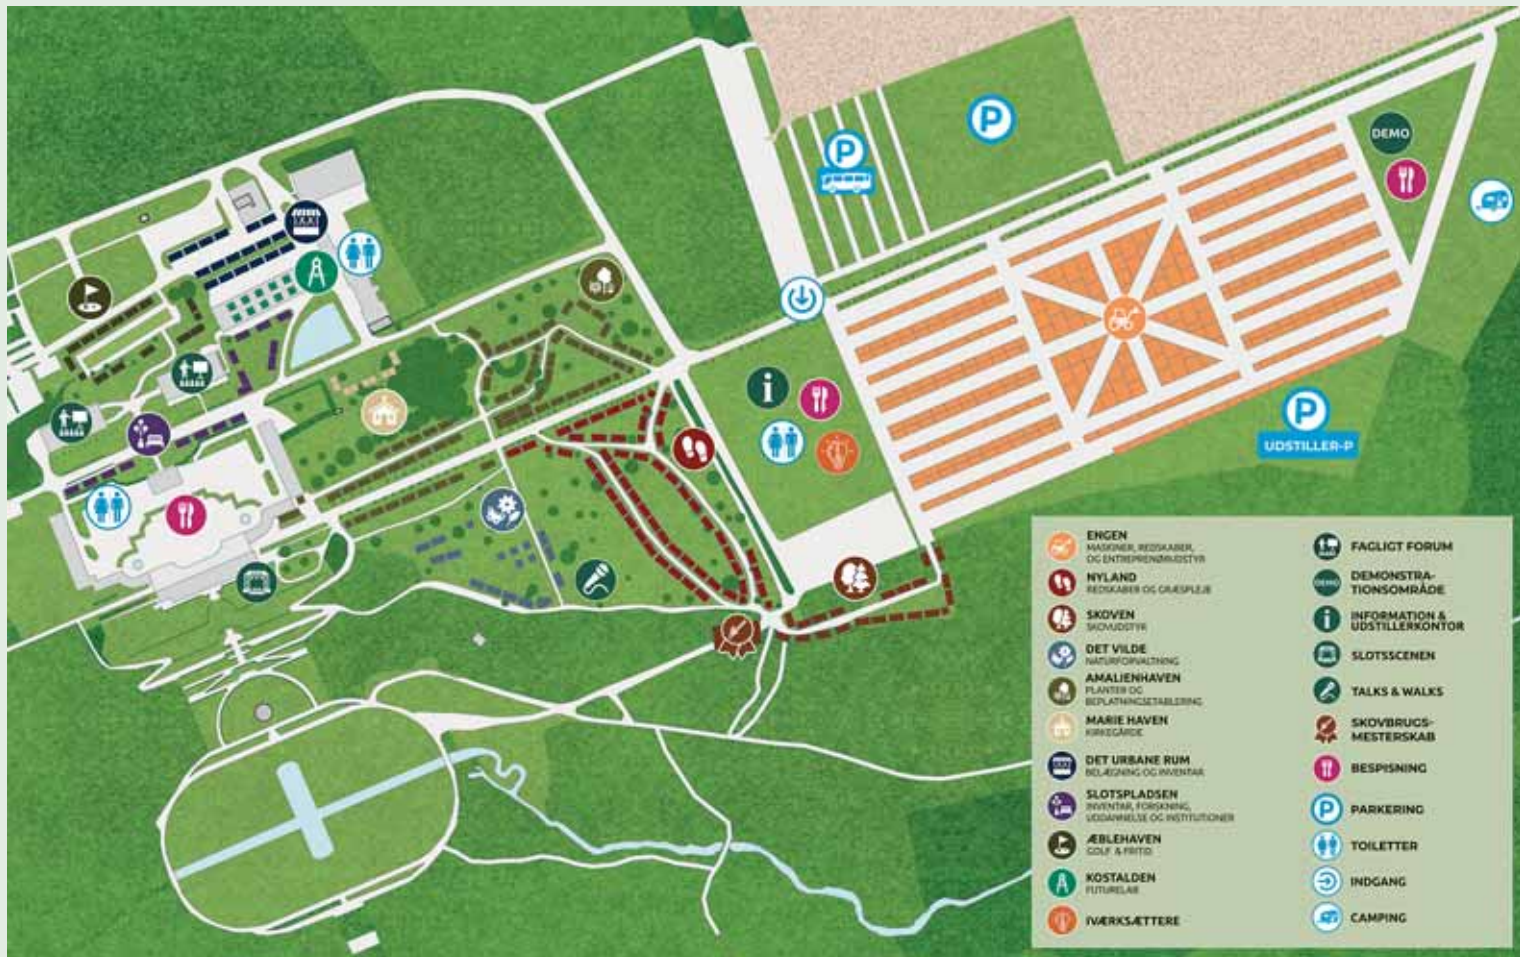 P
P
DEMO
P
UDSTILLER-P
i
ENGEN
MASKINER, REDSKABER,
OG ENTREPRENØRUDSTYR
NYLAND
REDSKABER OG GRÆSPLEJE
SKOVEN
SKOVUDSTYR
DET VILDE
NATURFORVALTNING
AMALIENHAVEN
PLANTER OG
BEPLATNINGSETABLERING
MARIE HAVEN
KIRKEGÅRDE
DET URBANE RUM
BELÆGNING OG INVENTAR
SLOTSPLADSEN
INVENTAR, FORSKNING,
UDDANNELSE OG INSTITUTIONER
ÆBLEHAVEN
GOLF & FRITID
KOSTALDEN
FUTURELAB
IVÆRKSÆTTERE
FAGLIGT FORUM
DEMO
DEMONSTRA-
TIONSOMRÅDE
i
INFORMATION &
UDSTILLERKONTOR
SLOTSSCENEN
TALKS & WALKS
SKOVBRUGS-
MESTERSKAB
BESPISNING
P
PARKERING
TOILETTER
INDGANG
CAMPING